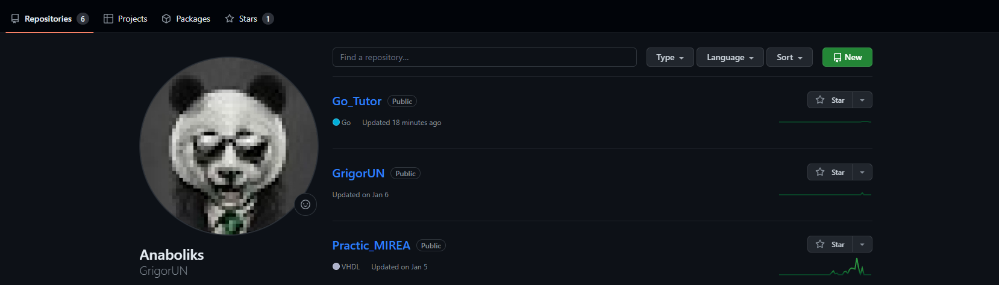 Repositories 6 Projects Packages Stars 1
Find a repository... Type Language Sort New
Go_Tutor Public Star
Go Updated 18 minutes ago
GrigorUN Public Star
Updated on Jan 6
Practic_MIREA Public Star
VHDL Updated on Jan 5
Anaboliks
GrigorUN